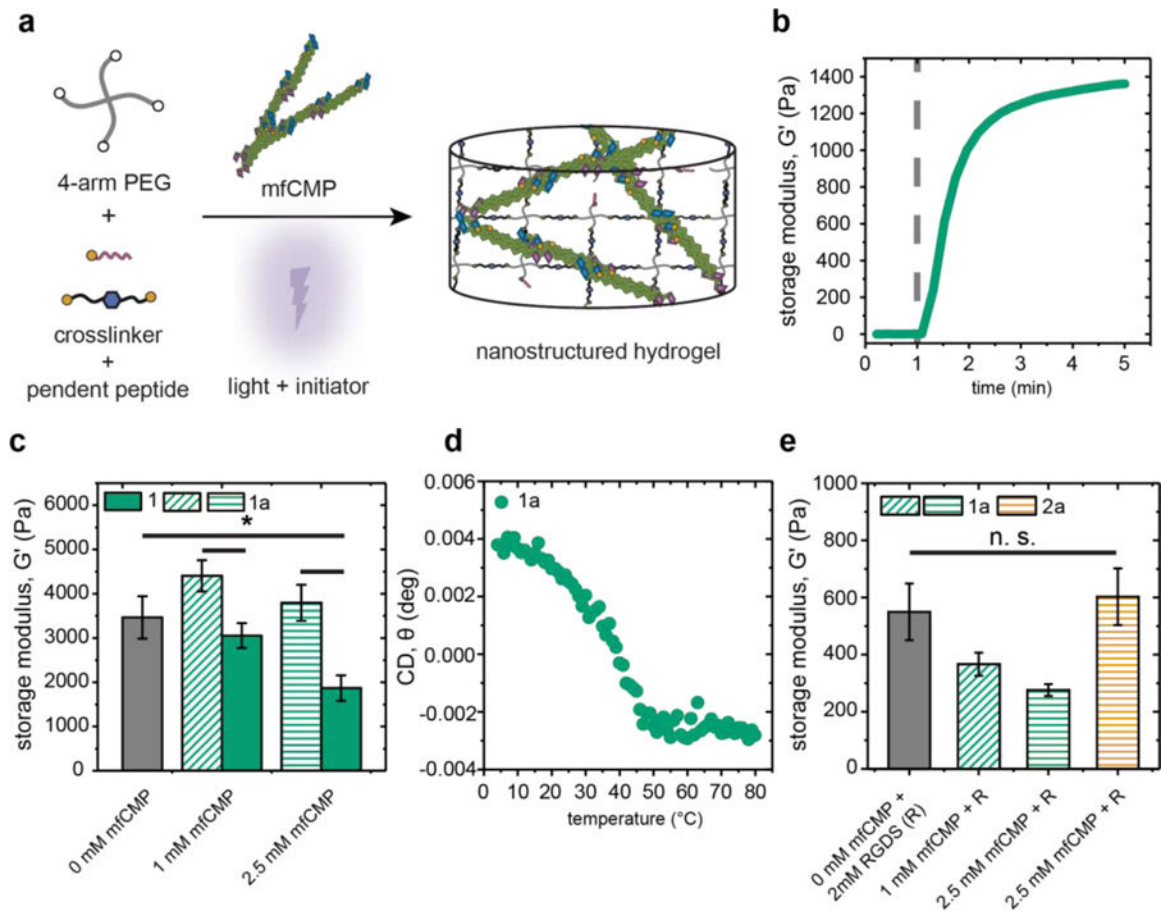 a
4-arm PEG
+
crosslinker
+
pendent peptide
mfCMP
light + initiator
nanostructured hydrogel
b
storage modulus, G' (Pa)
1400
1200
1000
800
600
400
200
0
0 1 2 3 4 5
time (min)
c
storage modulus, G' (Pa)
6000
5000
4000
3000
2000
1000
0
1 1a
*
0 mM mfCMP
1 mM mfCMP
2.5 mM mfCMP
d
CD, θ (deg)
0.006
0.004
0.002
0.000
-0.002
-0.004
1a
0 10 20 30 40 50 60 70 80
temperature (°C)
e
storage modulus, G' (Pa)
1000
800
600
400
200
0
1a 2a
n. s.
0 mM mfCMP +
2mM RGDS (R)
1 mM mfCMP + R
2.5 mM mfCMP + R
2.5 mM mfCMP + R